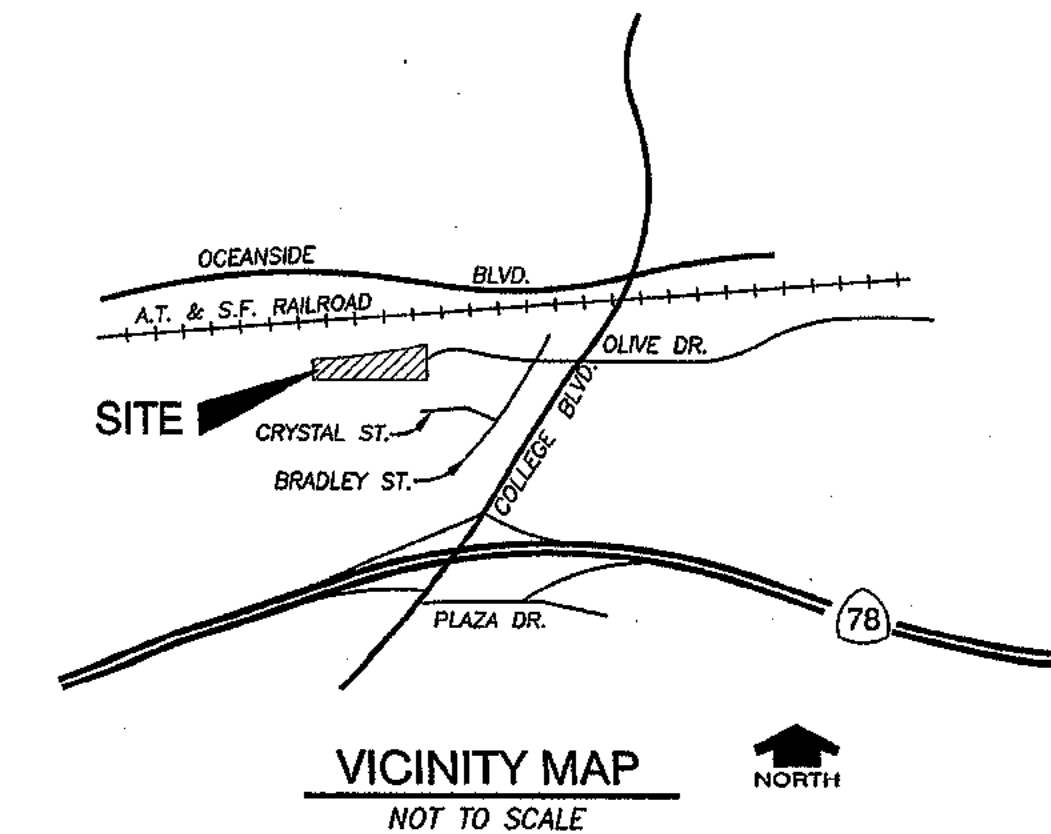 OCEANSIDE BLVD.
A.T. & S.F. RAILROAD
OLIVE DR.
SITE
CRYSTAL ST.
COLLEGE BLVD.
BRADLEY ST.
PLAZA DR.
78
VICINITY MAP
NORTH
NOT TO SCALE